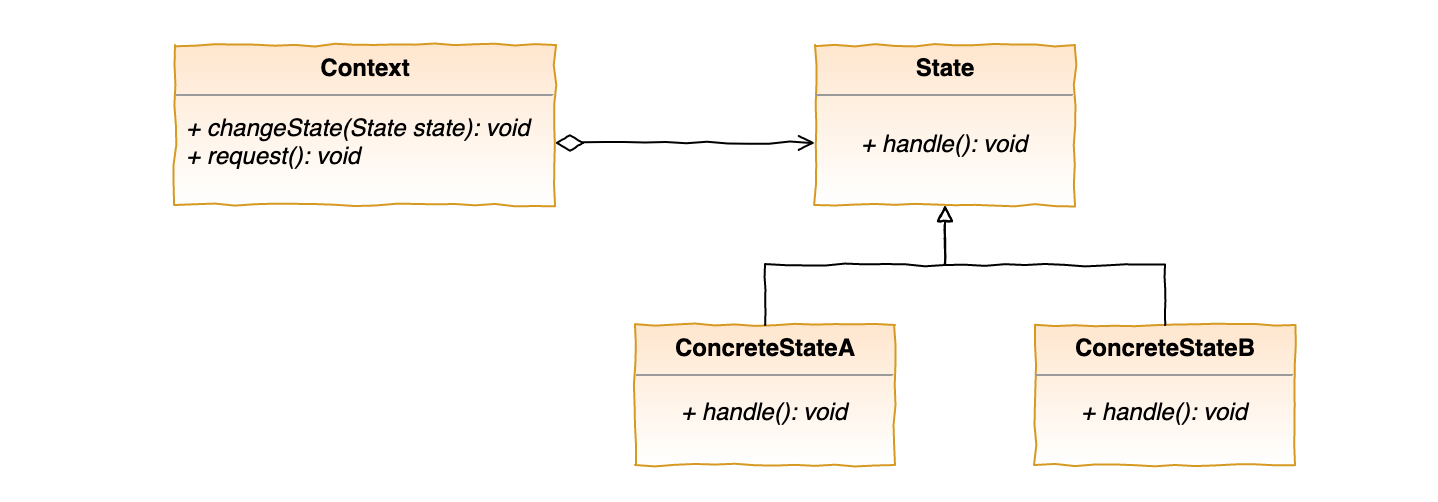 Context
+ changeState(State state): void
+ request(): void
State
+ handle(): void
ConcreteStateA
+ handle(): void
ConcreteStateB
+ handle(): void